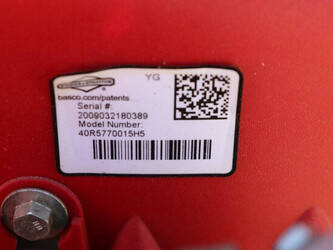 YG
basco.com/patents
Serial #:
2009032180389
Model Number:
40R5770015H5